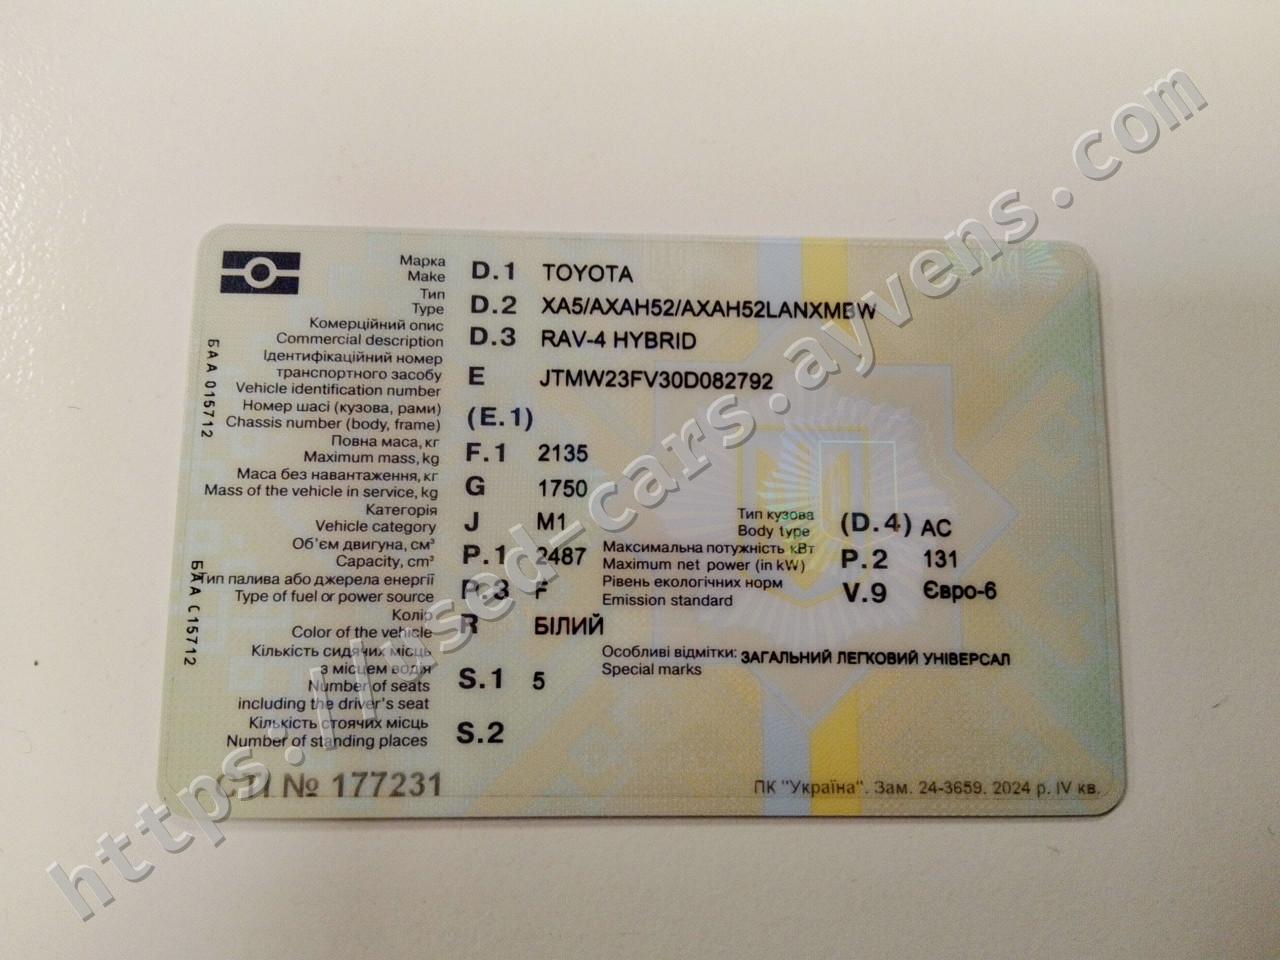 Марка
Make D.1 TOYOTA
Тип
Type D.2 XA5/AXAH52/AXAH52LANXMBW
Комерційний опис
Commercial description D.3 RAV-4 HYBRID
Ідентифікаційний номер
транспортного засобу
Vehicle identification number E JTMW23FV30D082792
Номер шасі (кузова, рами)
Chassis number (body, frame) (E.1)
Повна маса, кг
Maximum mass, kg F.1 2135
Маса без навантаження, кг
Mass of the vehicle in service, kg G 1750
Категорія
Vehicle category J M1
Тип кузова
Body type (D.4) АС
Об'єм двигуна, см³
Capacity, cm³ P.1 2487
Максимальна потужність кВт
Maximum net power (in kW) P.2 131
Тип палива або джерела енергії
Type of fuel or power source P.3 F
Рівень екологічних норм
Emission standard V.9 Євро-6
Колір
Color of the vehicle R БІЛИЙ
Кількість сидячих місць
з місцем водія
Number of seats
including the driver's seat S.1 5
Особливі відмітки: ЗАГАЛЬНИЙ ЛЕГКОВИЙ УНІВЕРСАЛ
Special marks
Кількість стоячих місць
Number of standing places S.2
СТІ № 177231
ПК "Україна". Зам. 24-3659. 2024 р. IV кв.
БАА 015712
БАА 015712
https://used-cars.ayvens.com